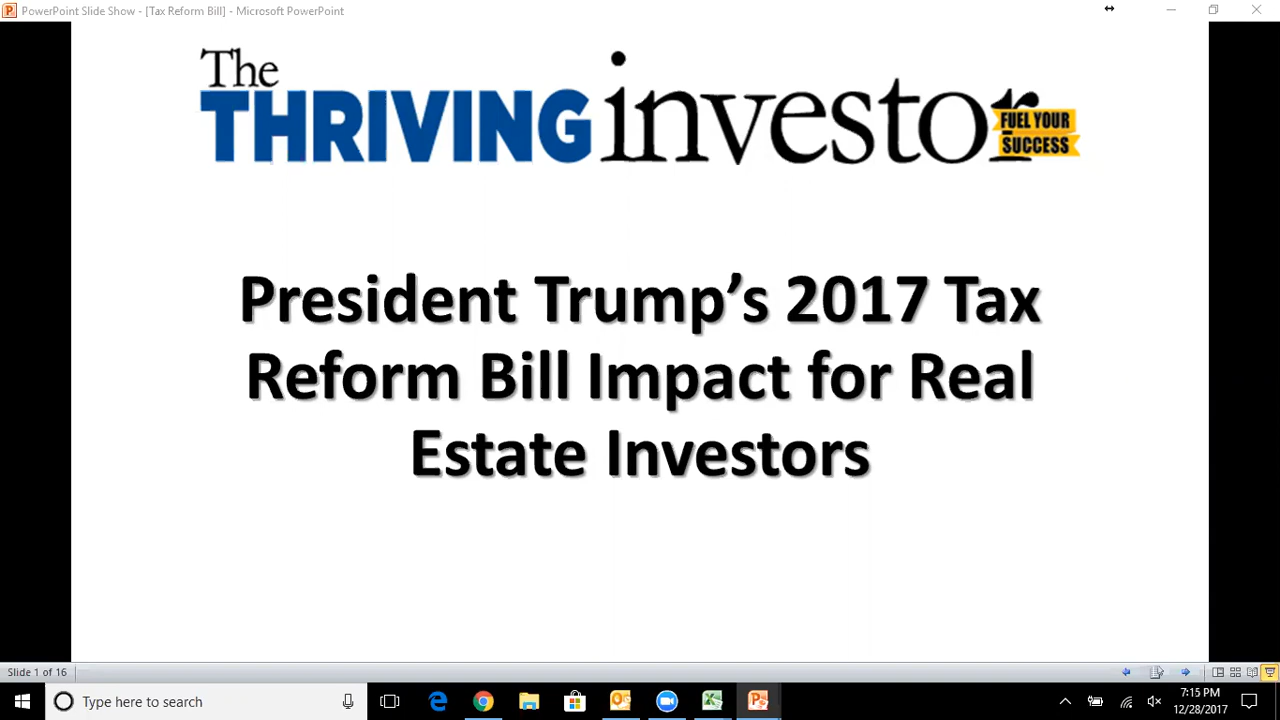 PowerPoint Slide Show - [Tax Reform Bill] - Microsoft PowerPoint
The
THRIVING investor
FUEL YOUR
SUCCESS
President Trump's 2017 Tax
Reform Bill Impact for Real
Estate Investors
Slide 1 of 16
Type here to search
7:15 PM
12/28/2017